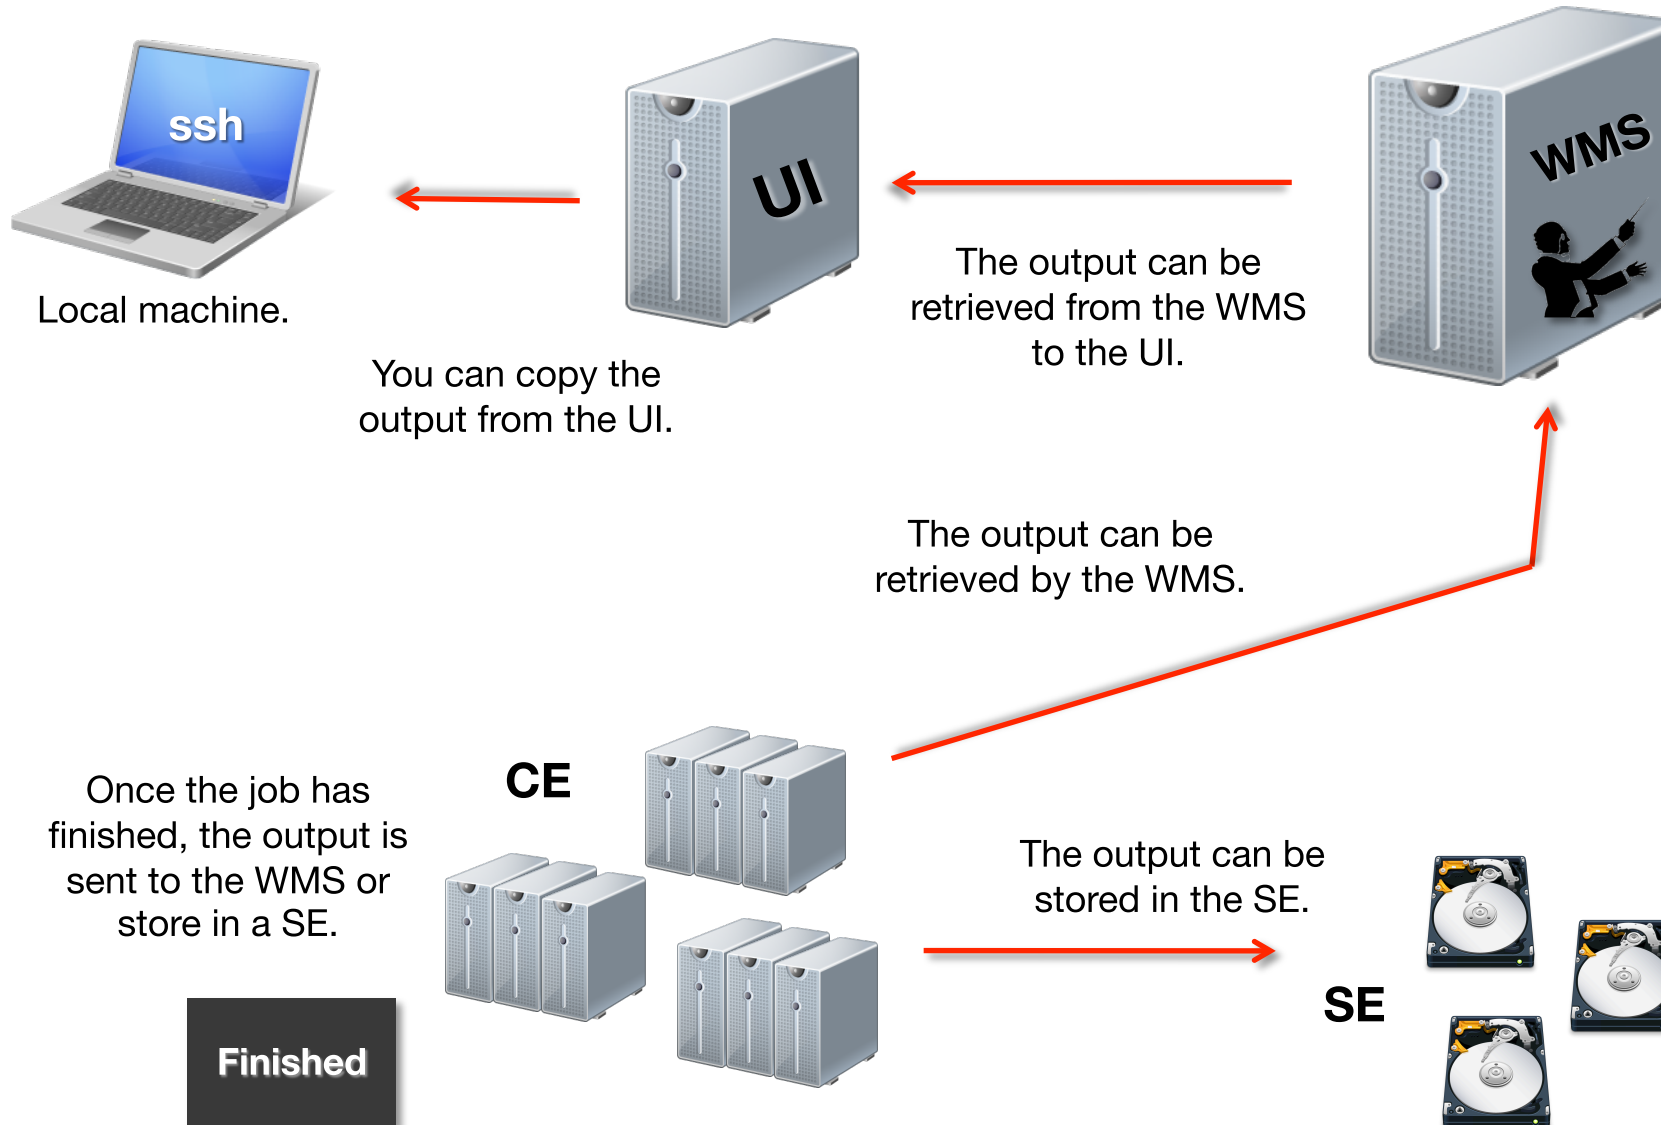 ssh
UI
WMS
Local machine.
The output can be
retrieved from the WMS
to the UI.
You can copy the
output from the UI.
The output can be
retrieved by the WMS.
Once the job has
finished, the output is
sent to the WMS or
store in a SE.
CE
The output can be
stored in the SE.
SE
Finished